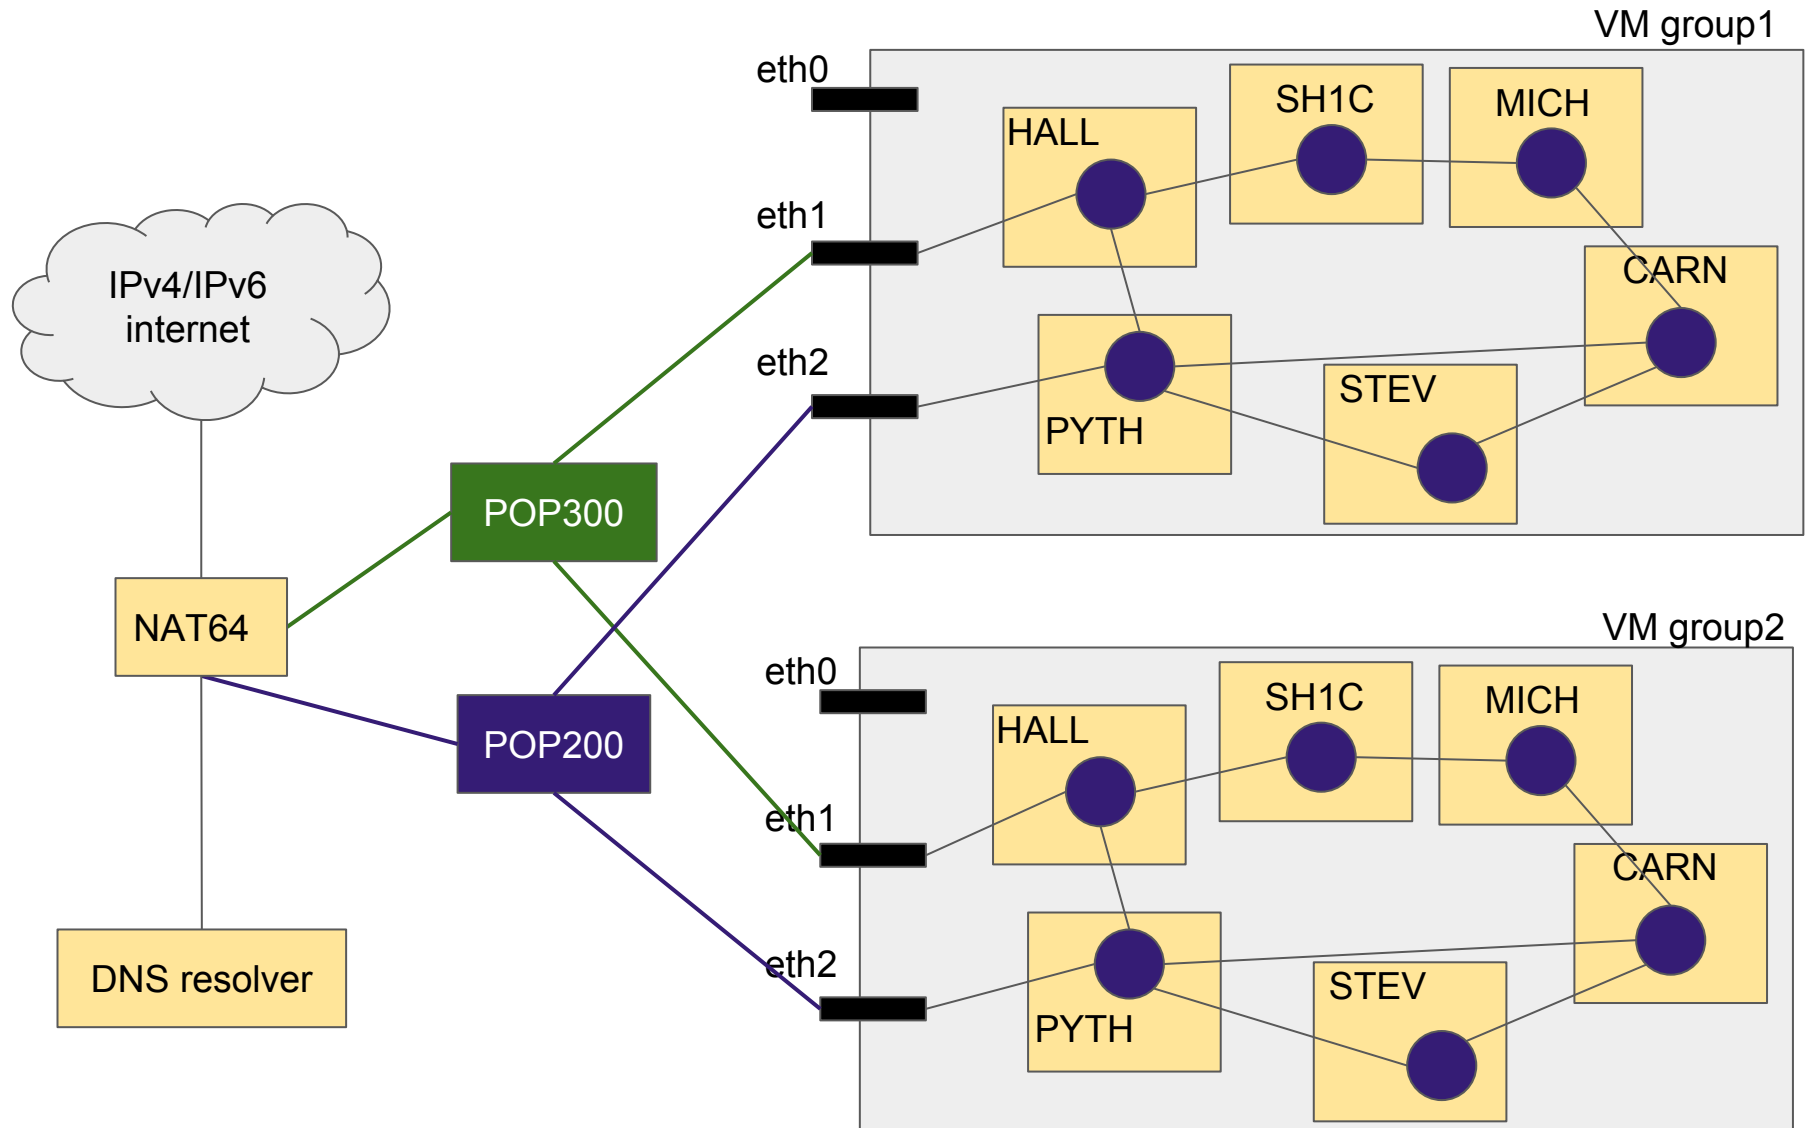 VM group1
eth0
SH1C
MICH
HALL
eth1
CARN
IPv4/IPv6
internet
eth2
STEV
PYTH
POP300
NAT64
VM group2
eth0
SH1C
MICH
HALL
POP200
eth1
CARN
eth2
DNS resolver
STEV
PYTH